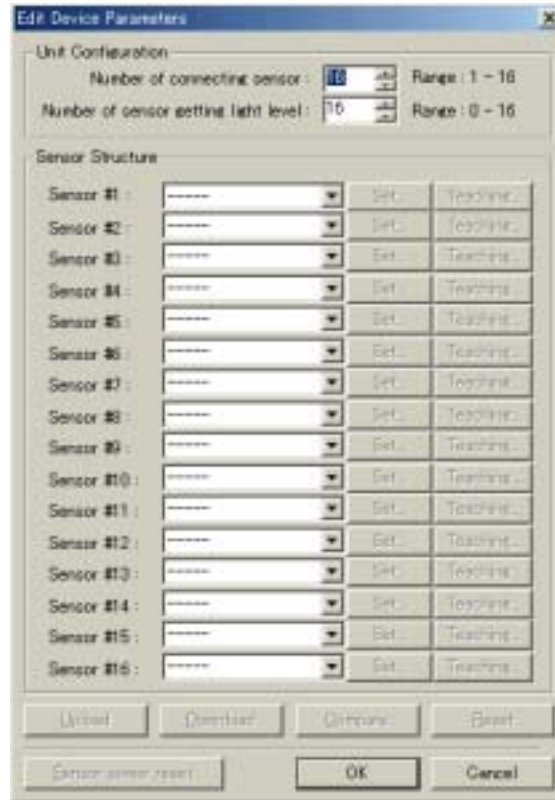 Edit Device Parameters
Unit Configuration
Number of connecting sensor : 16 Range : 1 - 16
Number of sensor getting light level : 16 Range : 0 - 16
Sensor Structure
Sensor #1 : ------ Set... Teaching...
Sensor #2 : ------ Set... Teaching...
Sensor #3 : ------ Set... Teaching...
Sensor #4 : ------ Set... Teaching...
Sensor #5 : ------ Set... Teaching...
Sensor #6 : ------ Set... Teaching...
Sensor #7 : ------ Set... Teaching...
Sensor #8 : ------ Set... Teaching...
Sensor #9 : ------ Set... Teaching...
Sensor #10 : ------ Set... Teaching...
Sensor #11 : ------ Set... Teaching...
Sensor #12 : ------ Set... Teaching...
Sensor #13 : ------ Set... Teaching...
Sensor #14 : ------ Set... Teaching...
Sensor #15 : ------ Set... Teaching...
Sensor #16 : ------ Set... Teaching...
Upload Download Compare Reset
Sensor reset
OK Cancel